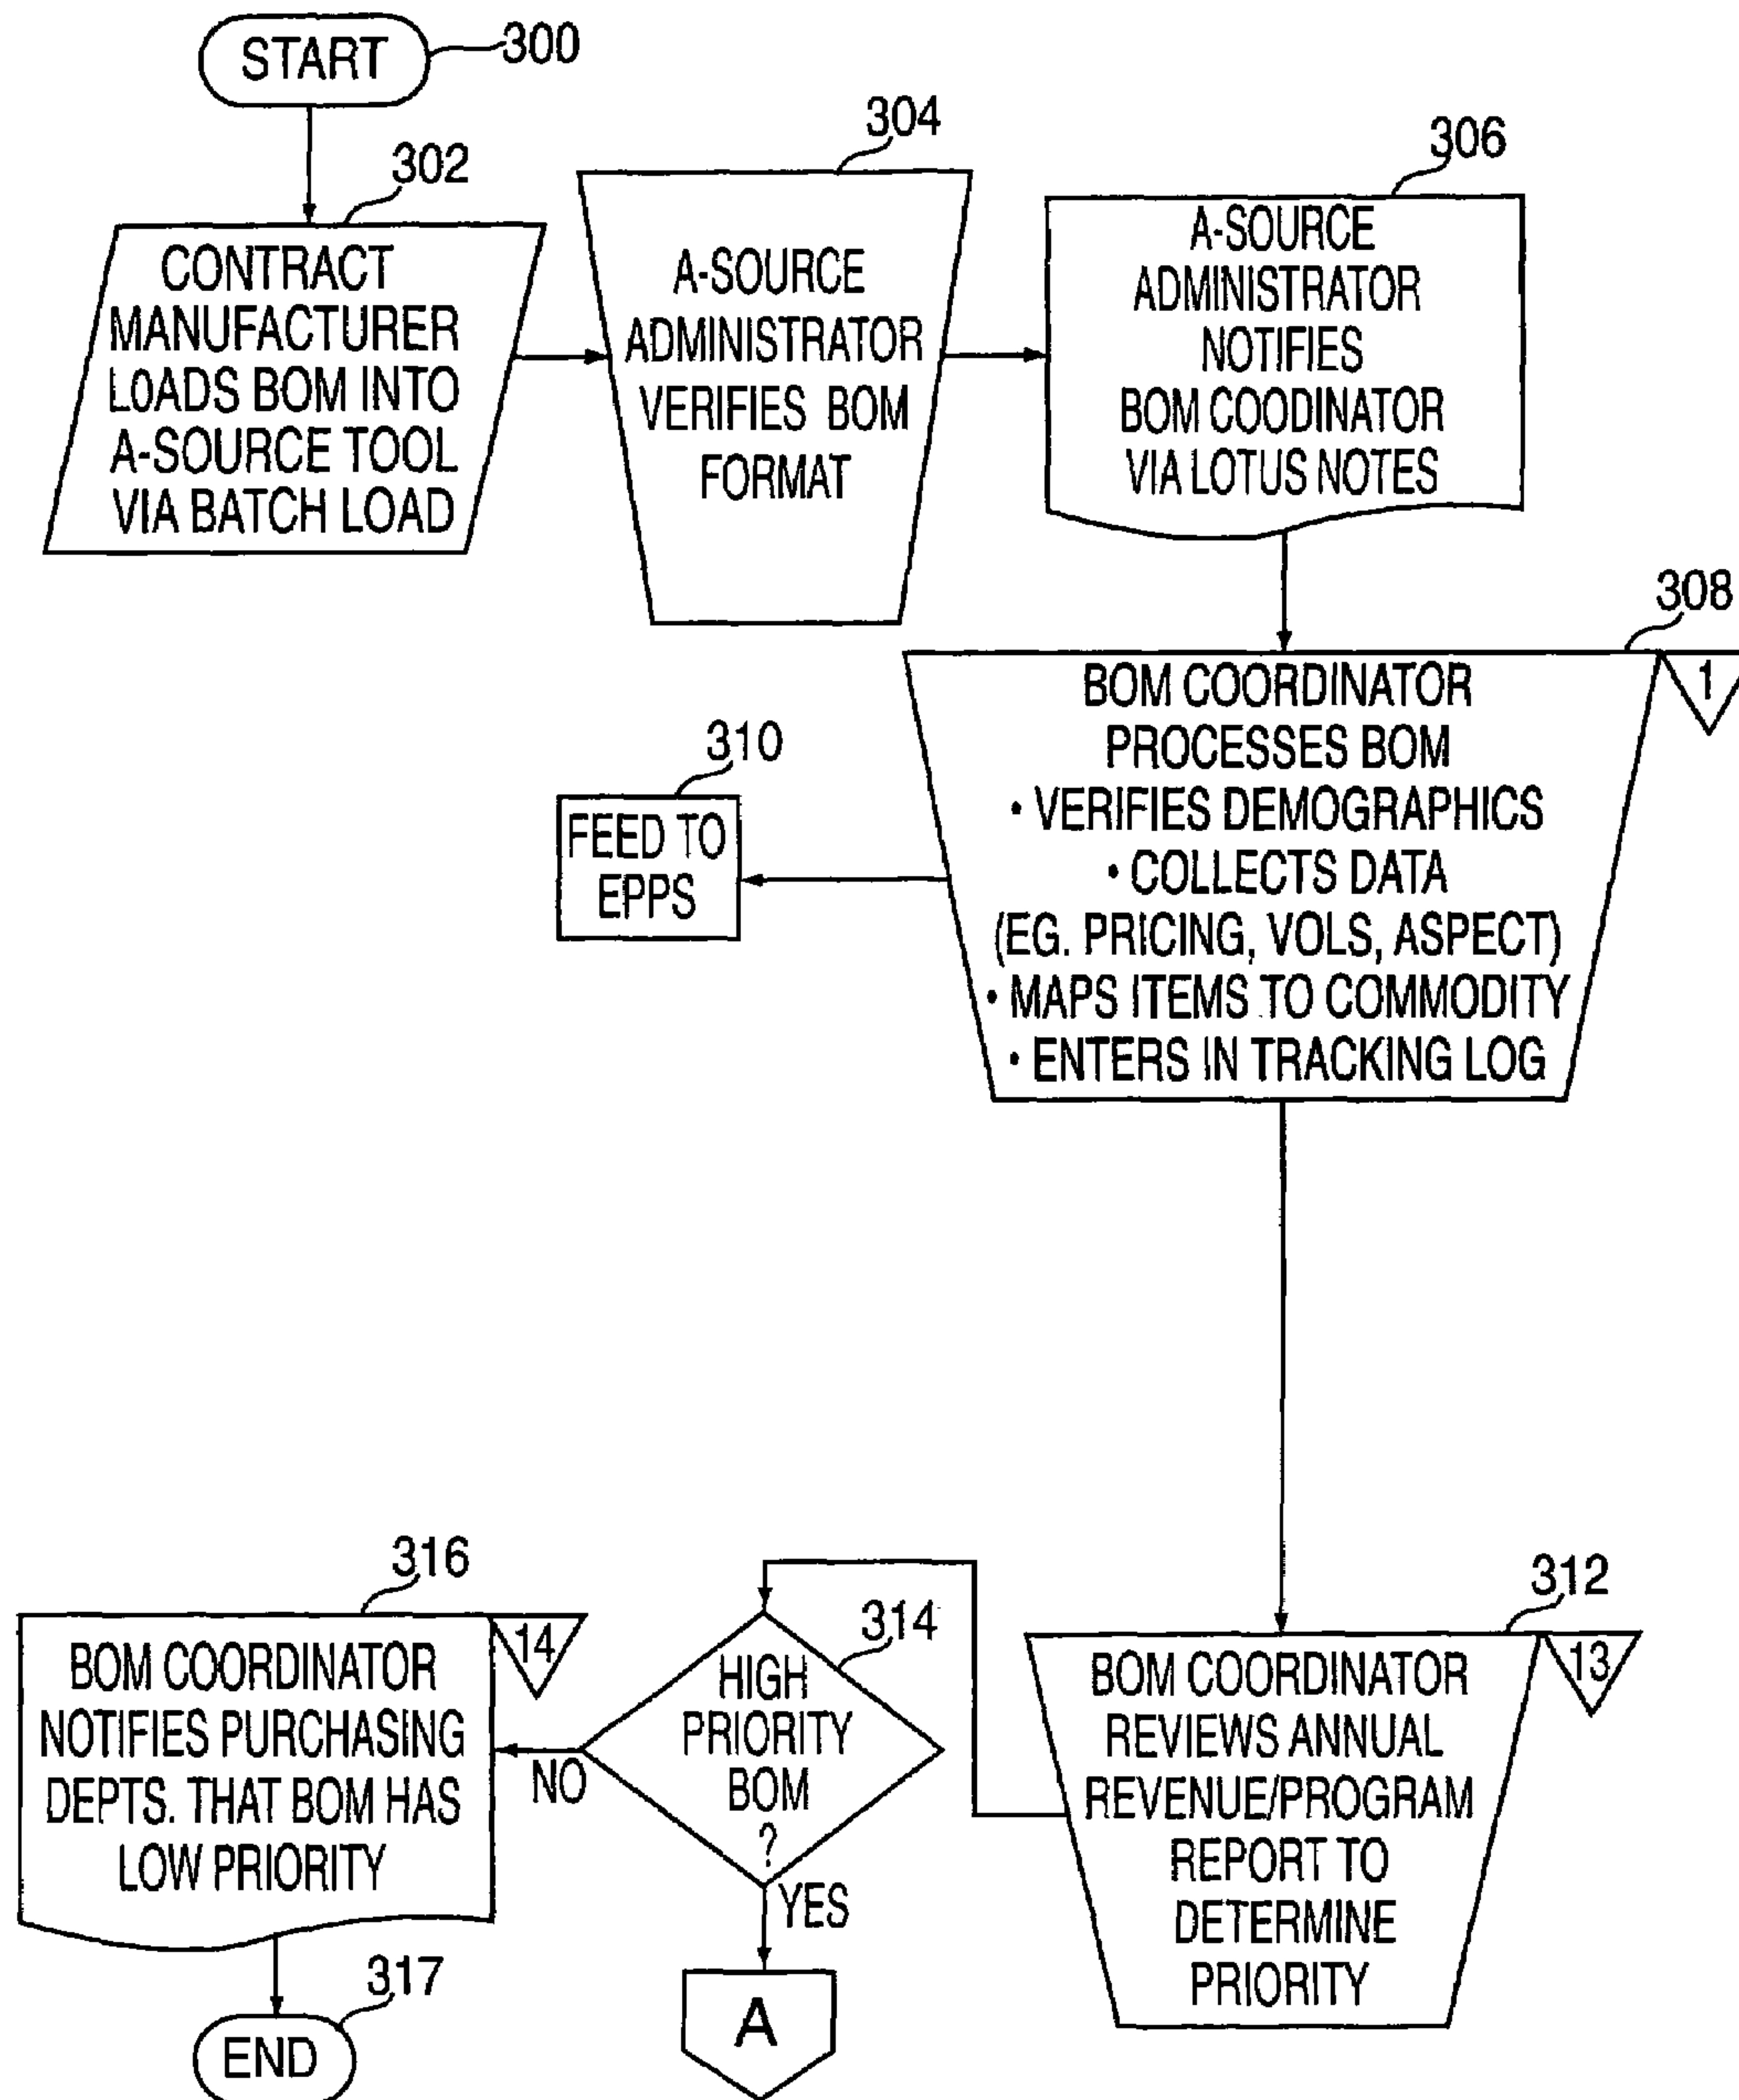 START
300
302
CONTRACT
MANUFACTURER
LOADS BOM INTO
A-SOURCE TOOL
VIA BATCH LOAD
304
A-SOURCE
ADMINISTRATOR
VERIFIES BOM
FORMAT
306
A-SOURCE
ADMINISTRATOR
NOTIFIES
BOM COODINATOR
VIA LOTUS NOTES
308
1
BOM COORDINATOR
PROCESSES BOM
• VERIFIES DEMOGRAPHICS
• COLLECTS DATA
(EG. PRICING, VOLS, ASPECT)
• MAPS ITEMS TO COMMODITY
• ENTERS IN TRACKING LOG
310
FEED TO
EPPS
312
13
BOM COORDINATOR
REVIEWS ANNUAL
REVENUE/PROGRAM
REPORT TO
DETERMINE
PRIORITY
314
HIGH
PRIORITY
BOM
?
NO
YES
A
316
14
BOM COORDINATOR
NOTIFIES PURCHASING
DEPTS. THAT BOM HAS
LOW PRIORITY
317
END